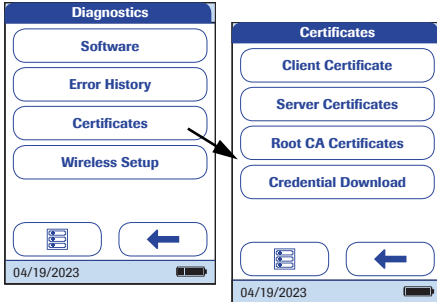 Diagnostics
Software
Error History
Certificates
Wireless Setup
04/19/2023
Certificates
Client Certificate
Server Certificates
Root CA Certificates
Credential Download
04/19/2023